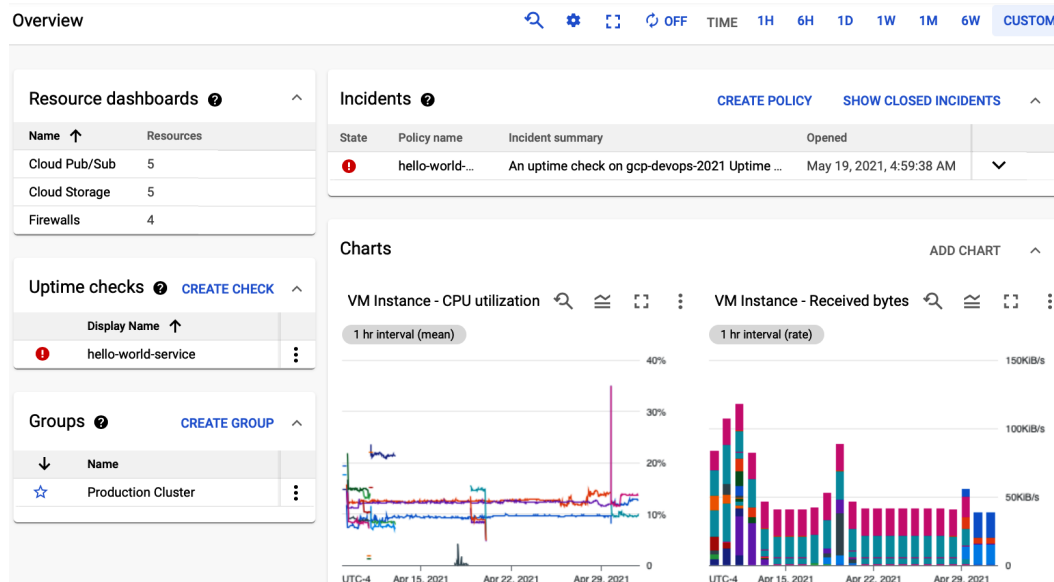 Overview
OFF TIME 1H 6H 1D 1W 1M 6W CUSTOM
Resource dashboards
Name Resources
Cloud Pub/Sub 5
Cloud Storage 5
Firewalls 4
Uptime checks CREATE CHECK
Display Name
hello-world-service
Groups CREATE GROUP
Name
Production Cluster
Incidents CREATE POLICY SHOW CLOSED INCIDENTS
State Policy name Incident summary Opened
hello-world-... An uptime check on gcp-devops-2021 Uptime ... May 19, 2021, 4:59:38 AM
Charts ADD CHART
VM Instance - CPU utilization
1 hr interval (mean)
40%
30%
20%
10%
0
UTC-4 Apr 15, 2021 Apr 22, 2021 Apr 29, 2021
VM Instance - Received bytes
1 hr interval (rate)
150KiB/s
100KiB/s
50KiB/s
0
UTC-4 Apr 15, 2021 Apr 22, 2021 Apr 29, 2021